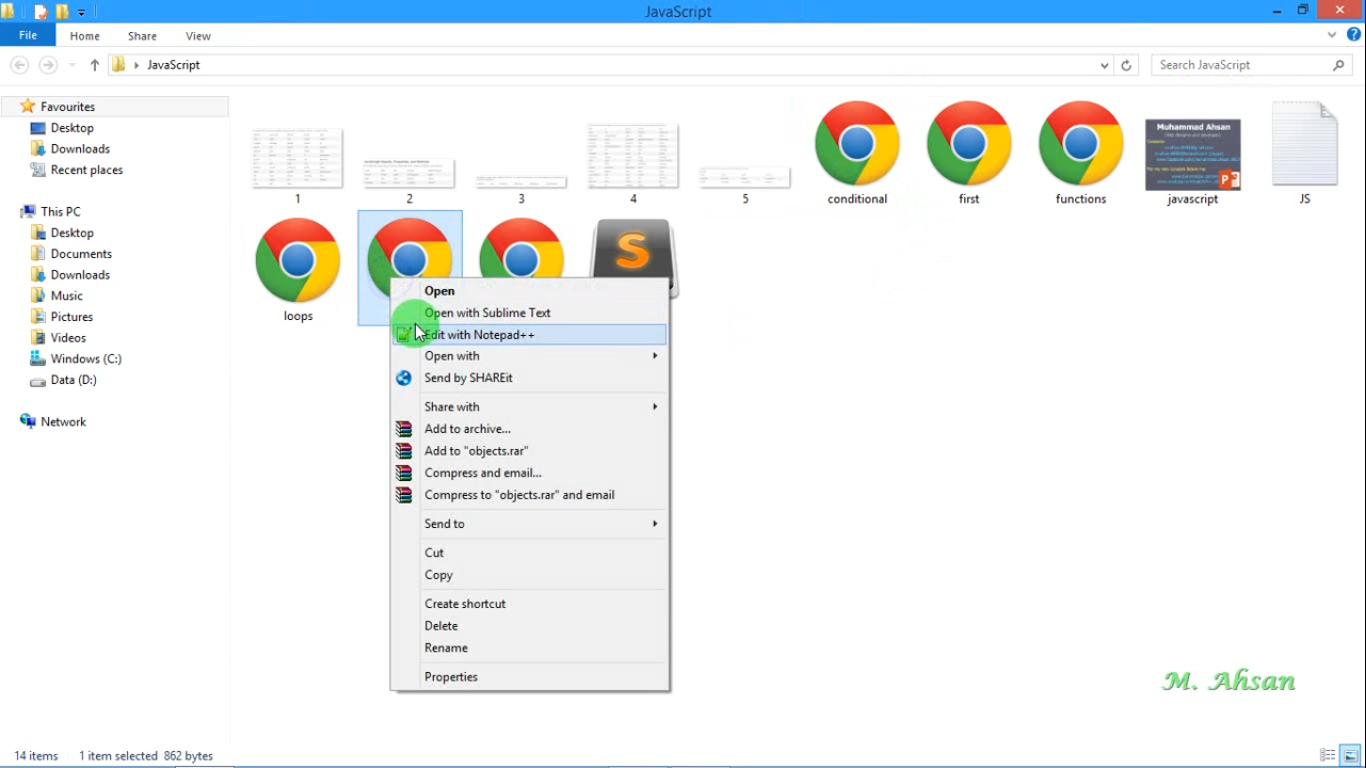 JavaScript
File Home Share View
JavaScript Search JavaScript
Favourites
Desktop
Downloads
Recent places
This PC
Desktop
Documents
Downloads
Music
Pictures
Videos
Windows (C:)
Data (D:)
Network
Muhammad Ahsan
1 2 3 4 5 conditional first functions javascript JS
loops
S
Open
Open with Sublime Text
Edit with Notepad++
Open with
Send by SHAREit
Share with
Add to archive...
Add to "objects.rar"
Compress and email...
Compress to "objects.rar" and email
Send to
Cut
Copy
Create shortcut
Delete
Rename
Properties
M. Ahsan
14 items 1 item selected 862 bytes